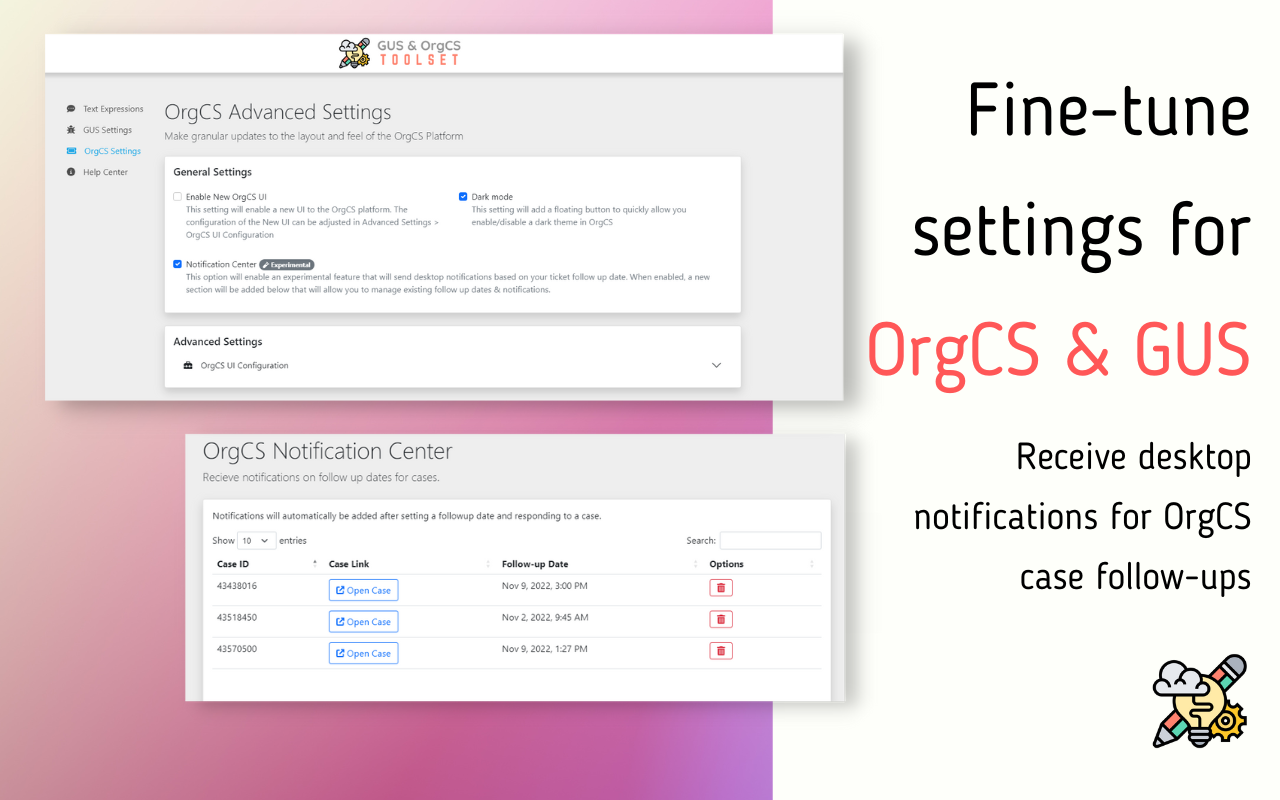 GUS & OrgCS
TOOLSET
Text Expressions
GUS Settings
OrgCS Settings
Help Center
OrgCS Advanced Settings
Make granular updates to the layout and feel of the OrgCS Platform
General Settings
Enable New OrgCS UI
This setting will enable a new UI to the OrgCS platform. The
configuration of the New UI can be adjusted in Advanced Settings >
OrgCS UI Configuration
Dark mode
This setting will add a floating button to quickly allow you
enable/disable a dark theme in OrgCS
Notification Center Experimental
This option will enable an experimental feature that will send desktop notifications based on your ticket follow up date. When enabled, a new
section will be added below that will allow you to manage existing follow up dates & notifications.
Advanced Settings
OrgCS UI Configuration
OrgCS Notification Center
Recieve notifications on follow up dates for cases.
Notifications will automatically be added after setting a followup date and responding to a case.
Show 10 entries Search:
Case ID Case Link Follow-up Date Options
43438016 Open Case Nov 9, 2022, 3:00 PM
43518450 Open Case Nov 2, 2022, 9:45 AM
43570500 Open Case Nov 9, 2022, 1:27 PM
Fine-tune
settings for
OrgCS & GUS
Receive desktop
notifications for OrgCS
case follow-ups